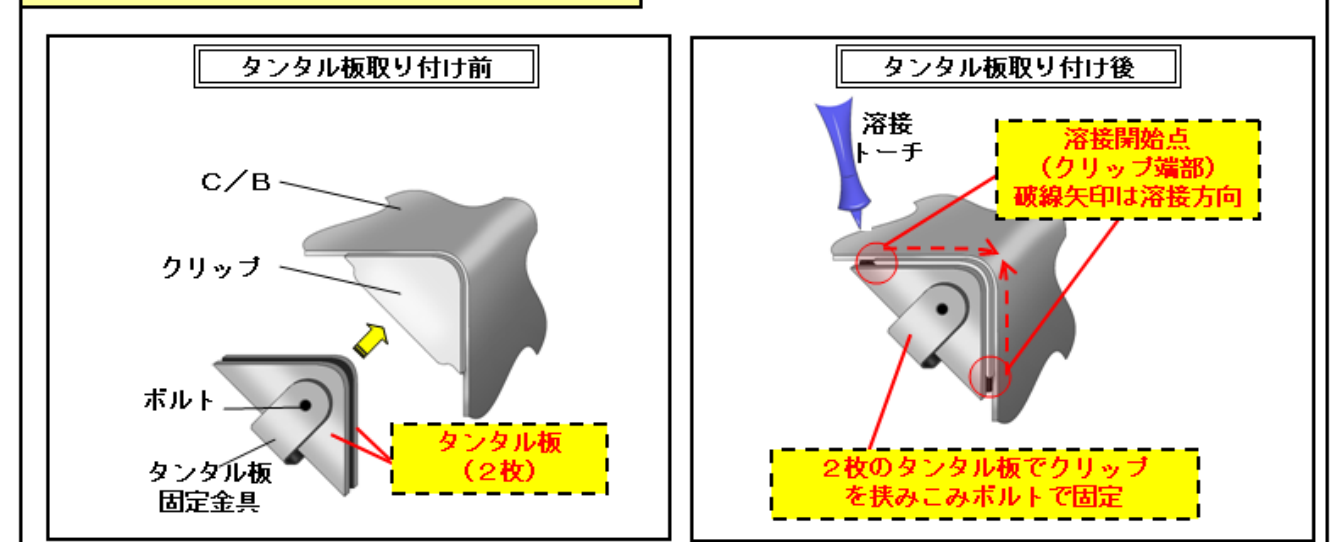 タンタル板取り付け前
C／B
クリップ
ボルト
タンタル板
固定金具
タンタル板
（２枚）
タンタル板取り付け後
溶接
トーチ
溶接開始点
（クリップ端部）
破線矢印は溶接方向
２枚のタンタル板でクリップ
を挟みこみボルトで固定